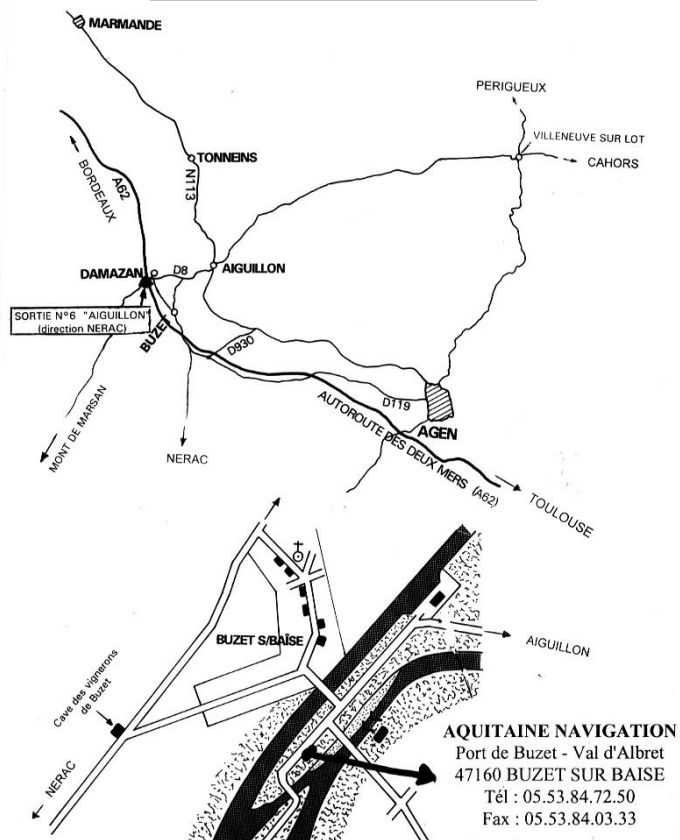 MARMANDE
PERIGUEUX
VILLENEUVE SUR LOT
CAHORS
TONNEINS
N113
BORDEAUX
A62
DAMAZAN
D8
AIGUILLON
SORTIE N°6 "AIGUILLON"
(direction NERAC)
BUZET
D930
MONT DE MARSAN
NERAC
D119
AGEN
AUTOROUTE DES DEUX MERS (A62)
TOULOUSE
BUZET S/BAÏSE
AIGUILLON
Cave des vignerons
de Buzet
NERAC
AQUITAINE NAVIGATION
Port de Buzet - Val d'Albret
47160 BUZET SUR BAISE
Tél : 05.53.84.72.50
Fax : 05.53.84.03.33